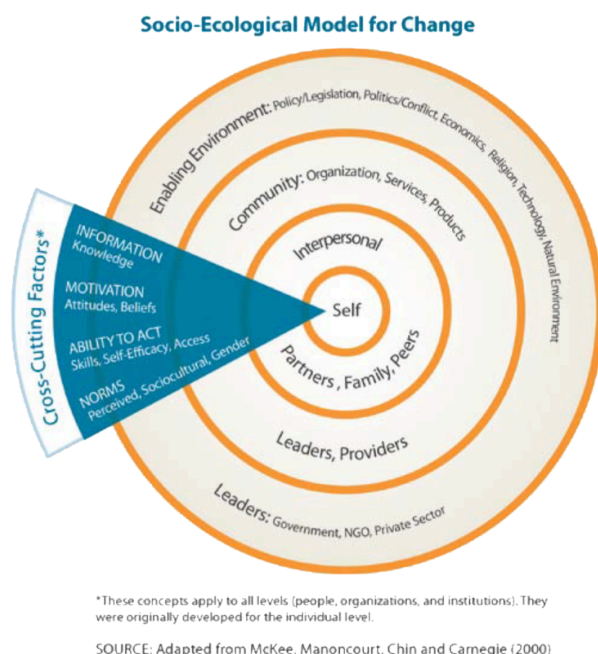 Socio-Ecological Model for Change
Enabling Environment: Policy/Legislation, Politics/Conflict, Economics, Religion, Technology, Natural Environment
Community: Organization, Services, Products
Interpersonal
Self
Partners, Family, Peers
Leaders, Providers
Leaders: Government, NGO, Private Sector
Cross-Cutting Factors*
INFORMATION
Knowledge
MOTIVATION
Attitudes, Beliefs
ABILITY TO ACT
Skills, Self-Efficacy, Access
NORMS
Perceived, Sociocultural, Gender
*These concepts apply to all levels (people, organizations, and institutions). They
were originally developed for the individual level.
SOURCE: Adapted from McKee, Manoncourt, Chin and Carnegie (2000)